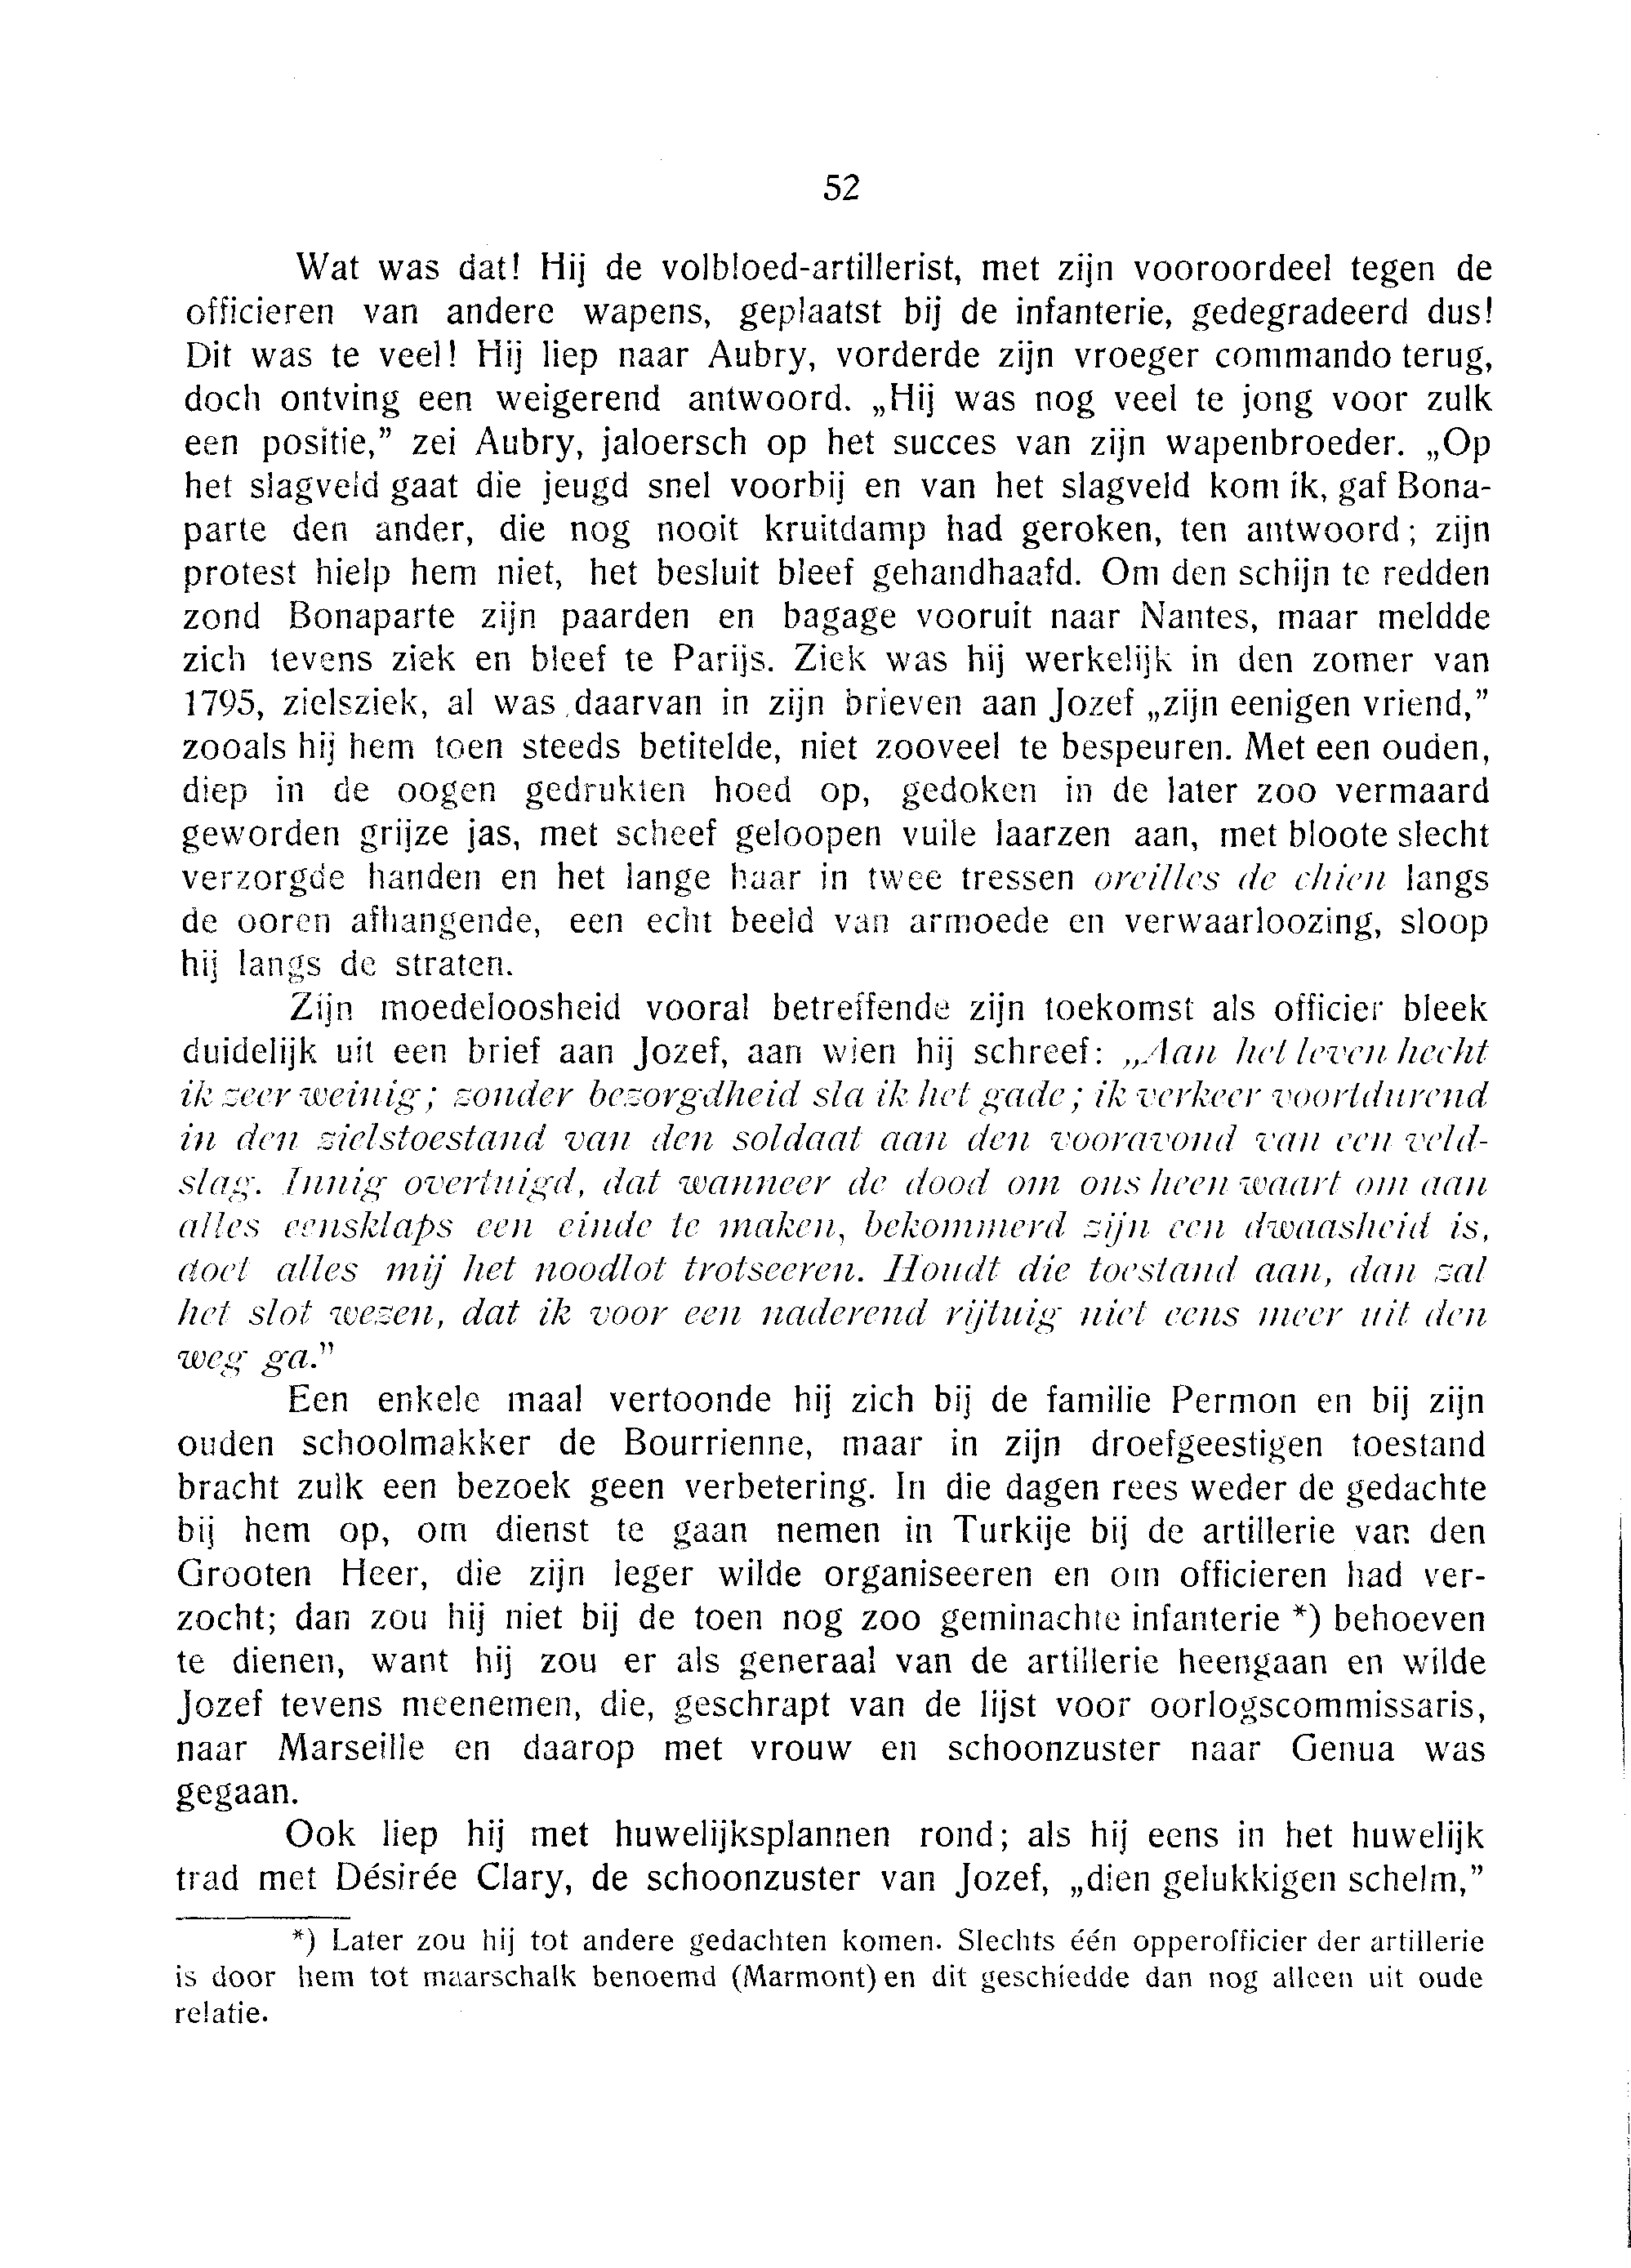 52
Wat was dat! Hij de volbloed-artillerist, met zijn vooroordeel tegen de
officieren van andere wapens, geplaatst bij de infanterie, gedegradeerd dus!
Dit was te veel! Hij liep naar Aubry, vorderde zijn vroeger commando terug,
doch ontving een weigerend antwoord. „Hij was nog veel te jong voor zulk
een positie,” zei Aubry, jaloersch op het succes van zijn wapenbroeder. „Op
het slagveld gaat die jeugd snel voorbij en van het slagveld kom ik, gaf Bona-
parte den ander, die nog nooit kruitdamp had geroken, ten antwoord; zijn
protest hielp hem niet, het besluit bleef gehandhaafd. Om den schijn te redden
zond Bonaparte zijn paarden en bagage vooruit naar Nantes, maar meldde
zich tevens ziek en bleef te Parijs. Ziek was hij werkelijk in den zomer van
1795, zielsziek, al was daarvan in zijn brieven aan Jozef „zijn eenigen vriend,”
zooals hij hem toen steeds betitelde, niet zooveel te bespeuren. Met een ouden,
diep in de oogen gedrukten hoed op, gedoken in de later zoo vermaard
geworden grijze jas, met scheef geloopen vuile laarzen aan, met bloote slecht
verzorgde handen en het lange haar in twee tressen oreilles de chien langs
de ooren afhangende, een echt beeld van armoede en verwaarloozing, sloop
hij langs de straten.
Zijn moedeloosheid vooral betreffende zijn toekomst als officier bleek
duidelijk uit een brief aan Jozef, aan wien hij schreef: „Aan het leven hecht
ik zeer weinig; zonder bezorgdheid sla ik het gade; ik verkeer voortdurend
in den zielstoestand van den soldaat aan den vooravond van een veld-
slag. Innig overtuigd, dat wanneer de dood om ons heen waart om aan
alles eensklaps een einde te maken, bekommerd zijn een dwaasheid is,
doet alles mij het noodlot trotseeren. Houdt die toestand aan, dan zal
het slot wezen, dat ik voor een naderend rijtuig niet eens meer uit den
weg ga.”
Een enkele maal vertoonde hij zich bij de familie Permon en bij zijn
ouden schoolmakker de Bourrienne, maar in zijn droefgeestigen toestand
bracht zulk een bezoek geen verbetering. In die dagen rees weder de gedachte
bij hem op, om dienst te gaan nemen in Turkije bij de artillerie van den
Grooten Heer, die zijn leger wilde organiseeren en om officieren had ver-
zocht; dan zou hij niet bij de toen nog zoo geminachte infanterie *) behoeven
te dienen, want hij zou er als generaal van de artillerie heengaan en wilde
Jozef tevens meenemen, die, geschrapt van de lijst voor oorlogscommissaris,
naar Marseille en daarop met vrouw en schoonzuster naar Genua was
gegaan.
Ook liep hij met huwelijksplannen rond; als hij eens in het huwelijk
trad met Désirée Clary, de schoonzuster van Jozef, „dien gelukkigen schelm,”
*) Later zou hij tot andere gedachten komen. Slechts één opperofficier der artillerie
is door hem tot maarschalk benoemd (Marmont) en dit geschiedde dan nog alleen uit oude
relatie.